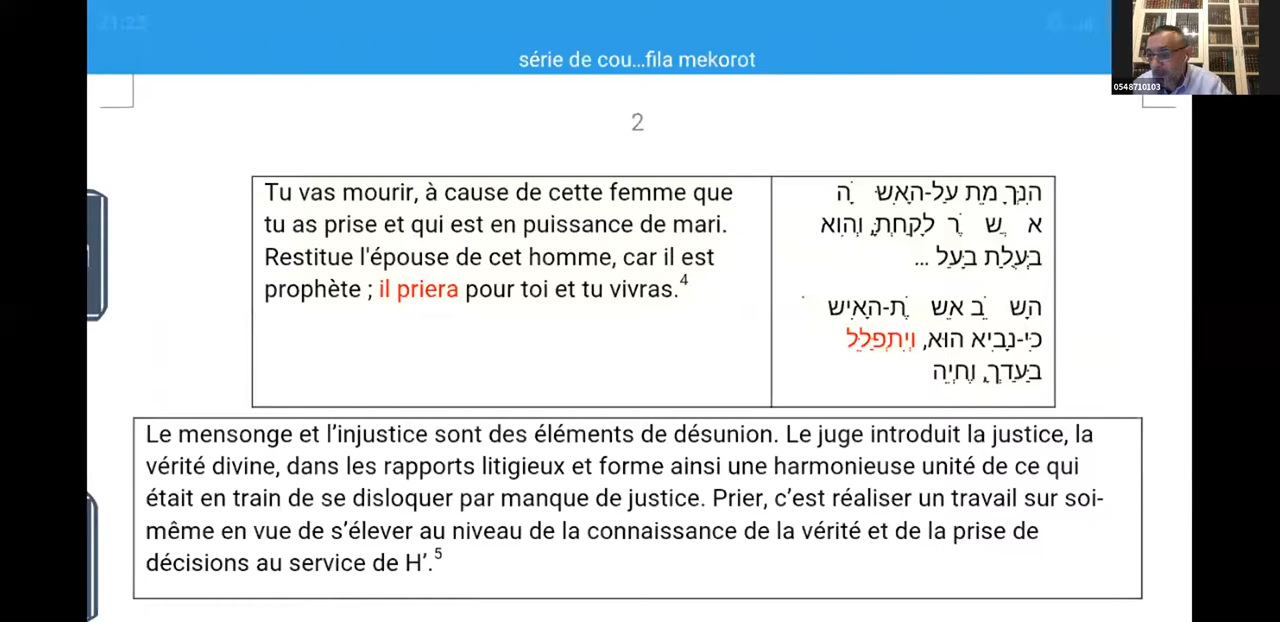 21:23
série de cou...fila mekorot
0548710103
2
Tu vas mourir, à cause de cette femme que
tu as prise et qui est en puissance de mari.
Restitue l'épouse de cet homme, car il est
prophète ; il priera pour toi et tu vivras.4
הִנְּךָ מֵת עַל-הָאִשָּׁה
אֲשֶׁר לָקַחְתָּ, וְהִוא
בְּעֻלַת בָּעַל ...
הָשֵׁב אֵשֶׁת-הָאִישׁ
כִּי-נָבִיא הוּא, וְיִתְפַּלֵּל
בַּעַדְךָ, וֶחְיֵה
Le mensonge et l’injustice sont des éléments de désunion. Le juge introduit la justice, la
vérité divine, dans les rapports litigieux et forme ainsi une harmonieuse unité de ce qui
était en train de se disloquer par manque de justice. Prier, c’est réaliser un travail sur soi-
même en vue de s’élever au niveau de la connaissance de la vérité et de la prise de
décisions au service de H’.5